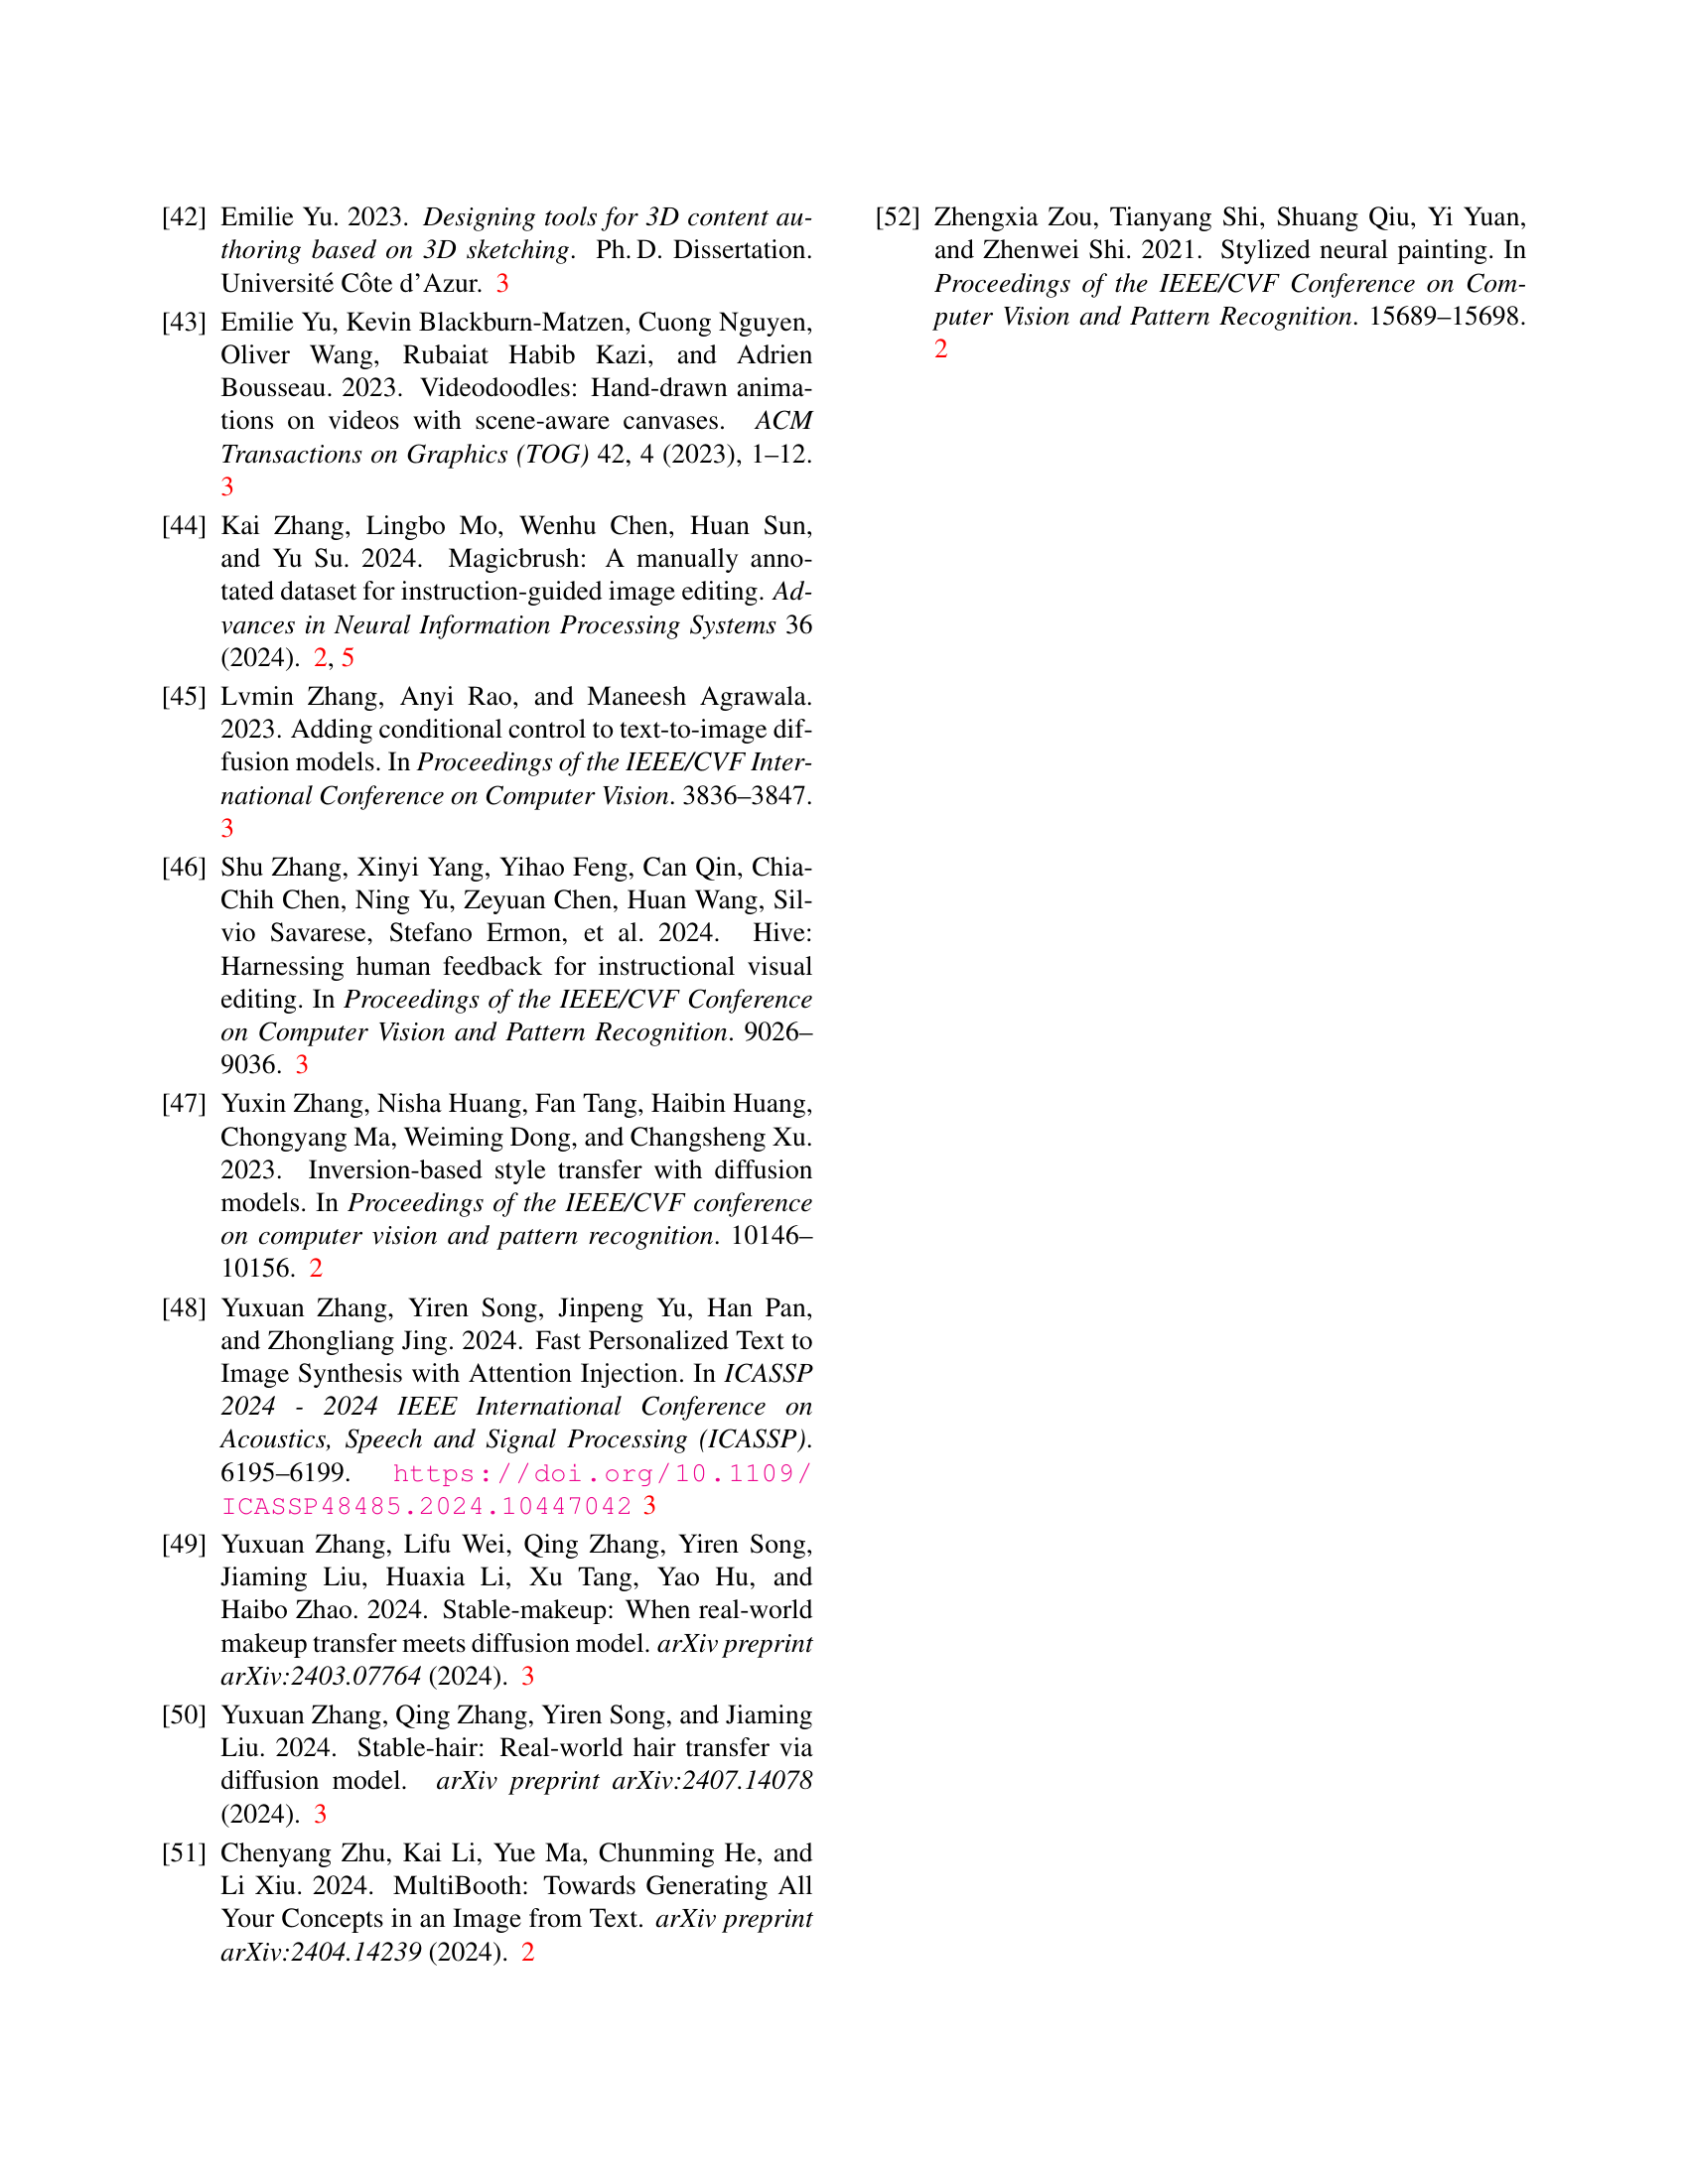 [42] Emilie Yu. 2023. Designing tools for 3D content au-
thoring based on 3D sketching. Ph. D. Dissertation.
Université Côte d'Azur. 3
[43] Emilie Yu, Kevin Blackburn-Matzen, Cuong Nguyen,
Oliver Wang, Rubaiat Habib Kazi, and Adrien
Bousseau. 2023. Videodoodles: Hand-drawn anima-
tions on videos with scene-aware canvases. ACM
Transactions on Graphics (TOG) 42, 4 (2023), 1–12.
3
[44] Kai Zhang, Lingbo Mo, Wenhu Chen, Huan Sun,
and Yu Su. 2024. Magicbrush: A manually anno-
tated dataset for instruction-guided image editing. Ad-
vances in Neural Information Processing Systems 36
(2024). 2, 5
[45] Lvmin Zhang, Anyi Rao, and Maneesh Agrawala.
2023. Adding conditional control to text-to-image dif-
fusion models. In Proceedings of the IEEE/CVF Inter-
national Conference on Computer Vision. 3836–3847.
3
[46] Shu Zhang, Xinyi Yang, Yihao Feng, Can Qin, Chia-
Chih Chen, Ning Yu, Zeyuan Chen, Huan Wang, Sil-
vio Savarese, Stefano Ermon, et al. 2024. Hive:
Harnessing human feedback for instructional visual
editing. In Proceedings of the IEEE/CVF Conference
on Computer Vision and Pattern Recognition. 9026–
9036. 3
[47] Yuxin Zhang, Nisha Huang, Fan Tang, Haibin Huang,
Chongyang Ma, Weiming Dong, and Changsheng Xu.
2023. Inversion-based style transfer with diffusion
models. In Proceedings of the IEEE/CVF conference
on computer vision and pattern recognition. 10146–
10156. 2
[48] Yuxuan Zhang, Yiren Song, Jinpeng Yu, Han Pan,
and Zhongliang Jing. 2024. Fast Personalized Text to
Image Synthesis with Attention Injection. In ICASSP
2024 - 2024 IEEE International Conference on
Acoustics, Speech and Signal Processing (ICASSP).
6195–6199. https://doi.org/10.1109/
ICASSP48485.2024.10447042 3
[49] Yuxuan Zhang, Lifu Wei, Qing Zhang, Yiren Song,
Jiaming Liu, Huaxia Li, Xu Tang, Yao Hu, and
Haibo Zhao. 2024. Stable-makeup: When real-world
makeup transfer meets diffusion model. arXiv preprint
arXiv:2403.07764 (2024). 3
[50] Yuxuan Zhang, Qing Zhang, Yiren Song, and Jiaming
Liu. 2024. Stable-hair: Real-world hair transfer via
diffusion model. arXiv preprint arXiv:2407.14078
(2024). 3
[51] Chenyang Zhu, Kai Li, Yue Ma, Chunming He, and
Li Xiu. 2024. MultiBooth: Towards Generating All
Your Concepts in an Image from Text. arXiv preprint
arXiv:2404.14239 (2024). 2
[52] Zhengxia Zou, Tianyang Shi, Shuang Qiu, Yi Yuan,
and Zhenwei Shi. 2021. Stylized neural painting. In
Proceedings of the IEEE/CVF Conference on Com-
puter Vision and Pattern Recognition. 15689–15698.
2